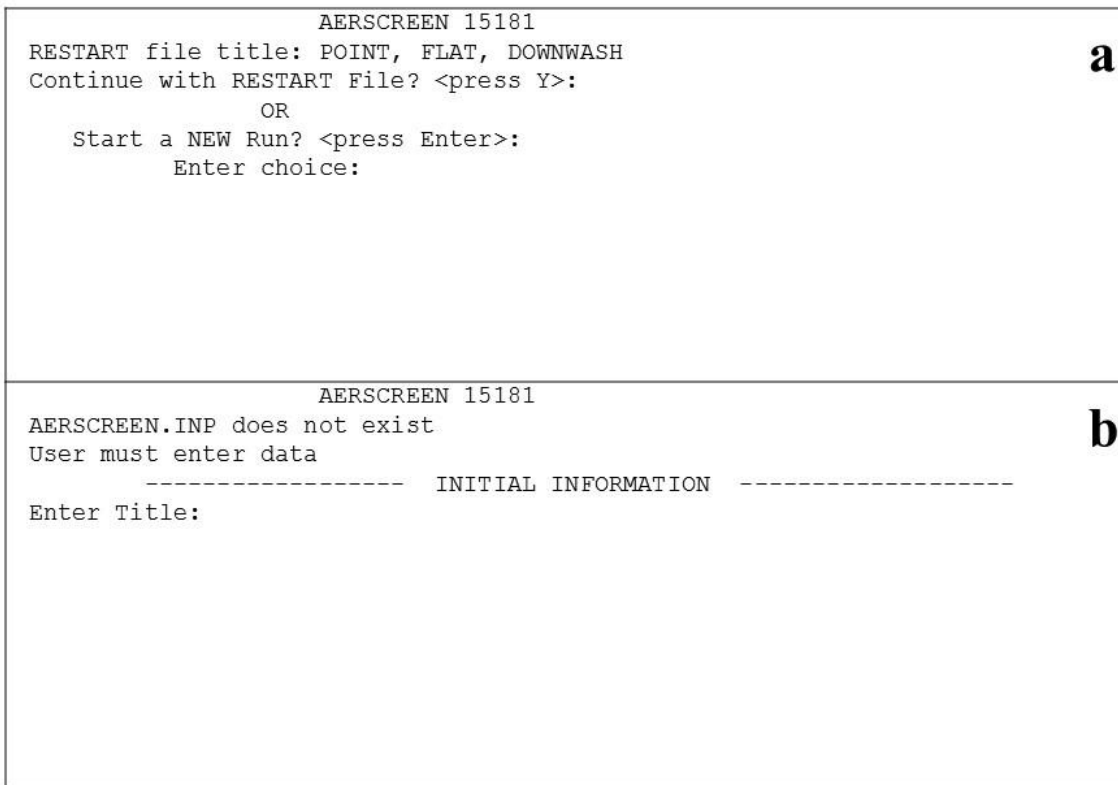 AERSCREEN 15181
RESTART file title: POINT, FLAT, DOWNWASH
Continue with RESTART File? <press Y>:
OR
Start a NEW Run? <press Enter>:
Enter choice:
a
AERSCREEN 15181
AERSCREEN.INP does not exist
User must enter data
------------------ INITIAL INFORMATION -------------------
Enter Title:
b